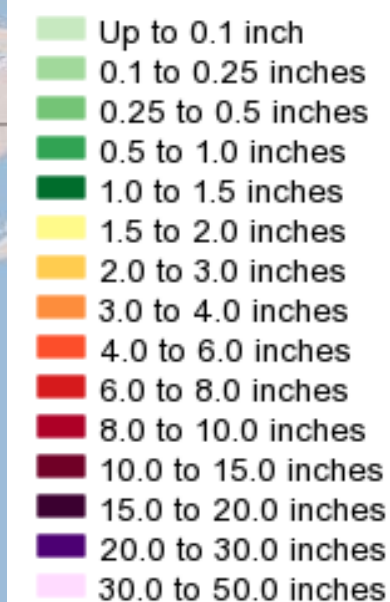 Up to 0.1 inch
0.1 to 0.25 inches
0.25 to 0.5 inches
0.5 to 1.0 inches
1.0 to 1.5 inches
1.5 to 2.0 inches
2.0 to 3.0 inches
3.0 to 4.0 inches
4.0 to 6.0 inches
6.0 to 8.0 inches
8.0 to 10.0 inches
10.0 to 15.0 inches
15.0 to 20.0 inches
20.0 to 30.0 inches
30.0 to 50.0 inches